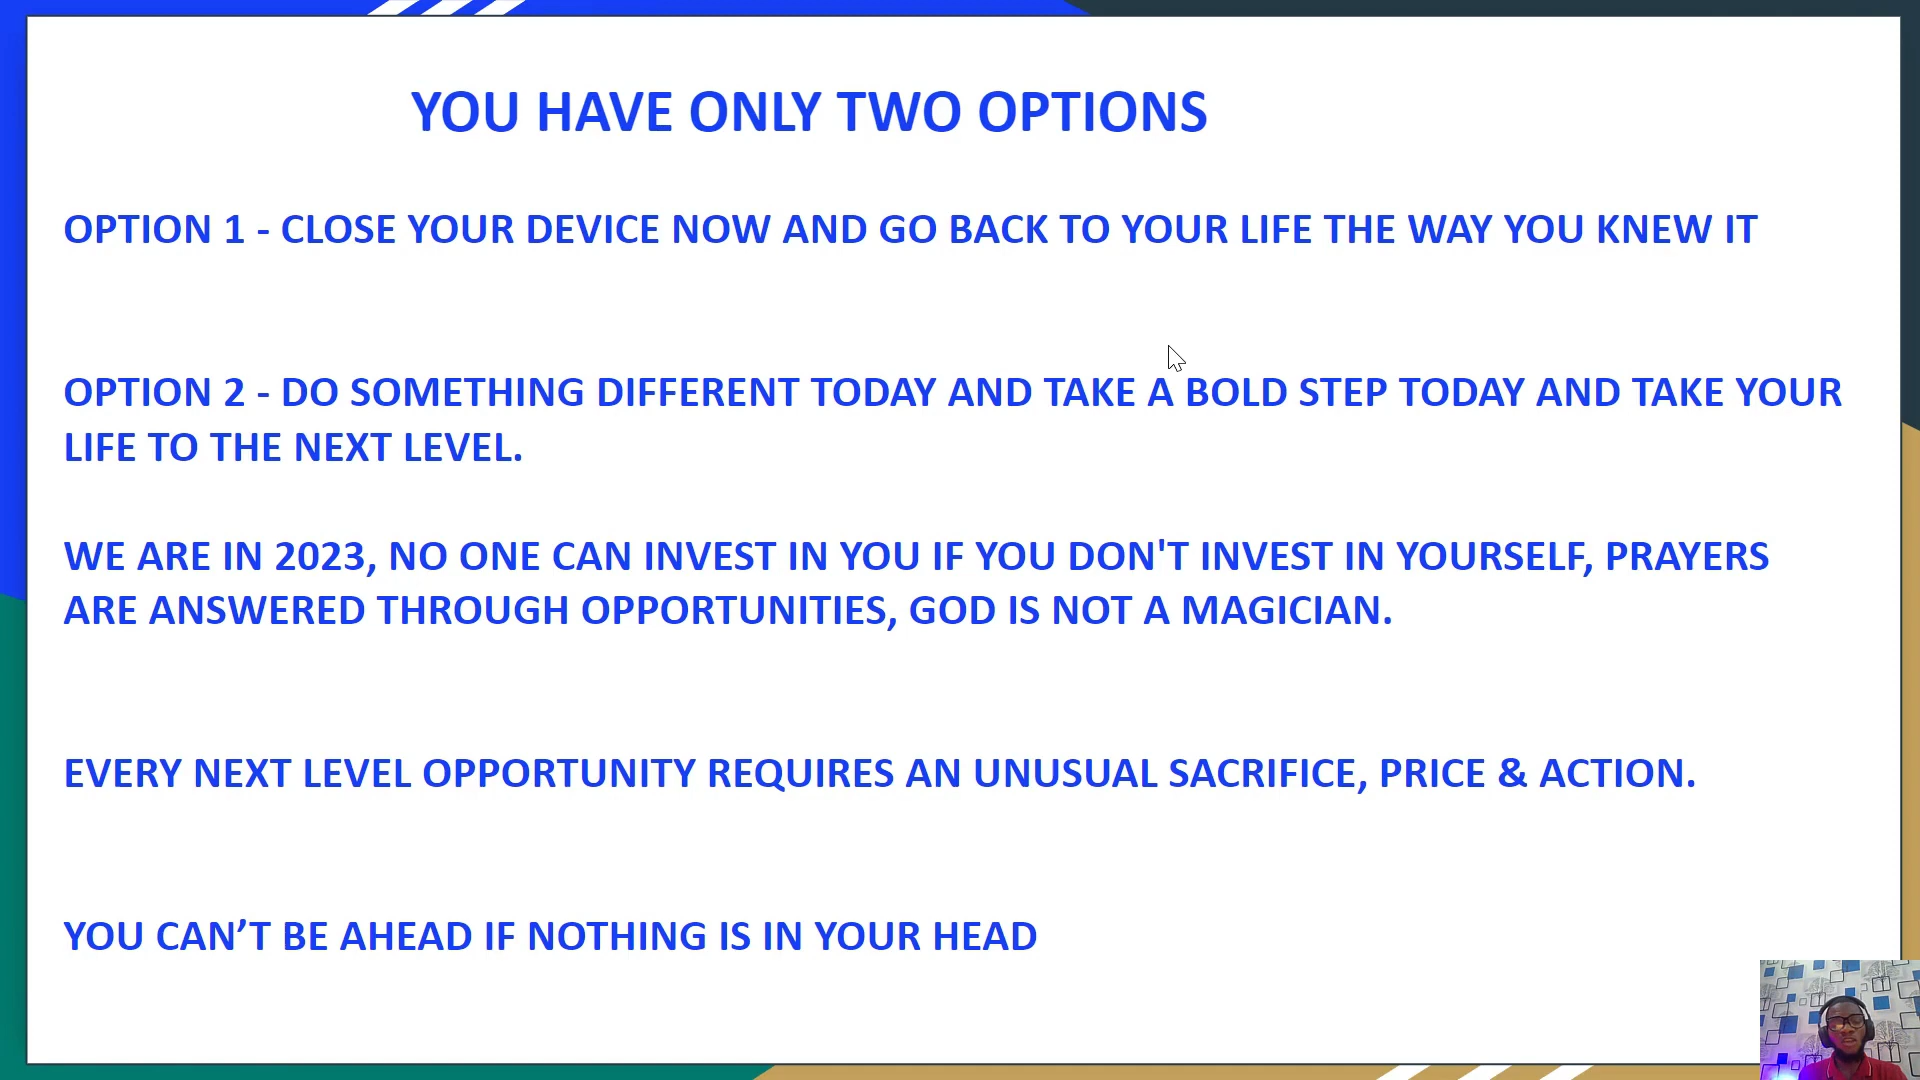 YOU HAVE ONLY TWO OPTIONS
OPTION 1 - CLOSE YOUR DEVICE NOW AND GO BACK TO YOUR LIFE THE WAY YOU KNEW IT
OPTION 2 - DO SOMETHING DIFFERENT TODAY AND TAKE A BOLD STEP TODAY AND TAKE YOUR
LIFE TO THE NEXT LEVEL.
WE ARE IN 2023, NO ONE CAN INVEST IN YOU IF YOU DON'T INVEST IN YOURSELF, PRAYERS
ARE ANSWERED THROUGH OPPORTUNITIES, GOD IS NOT A MAGICIAN.
EVERY NEXT LEVEL OPPORTUNITY REQUIRES AN UNUSUAL SACRIFICE, PRICE & ACTION.
YOU CAN’T BE AHEAD IF NOTHING IS IN YOUR HEAD